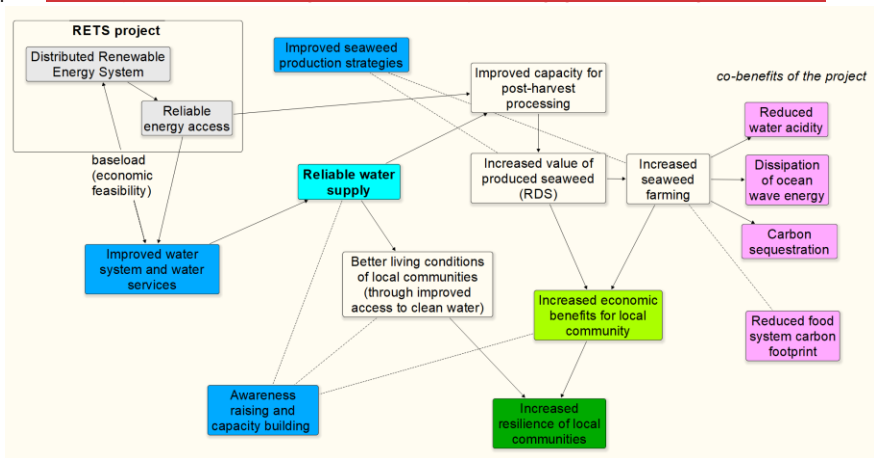 RETS project
Distributed Renewable
Energy System
Reliable
energy access
baseload
(economic
feasibility)
Improved seaweed
production strategies
Improved capacity for
post-harvest
processing
co-benefits of the project
Reduced
water acidity
Reliable water
supply
Increased value of
produced seaweed
(RDS)
Increased
seaweed
farming
Dissipation
of ocean
wave energy
Carbon
sequestration
Improved water
system and water
services
Better living conditions
of local communities
(through improved
access to clean water)
Increased economic
benefits for local
community
Reduced food
system carbon
footprint
Awareness
raising and
capacity building
Increased
resilience of local
communities